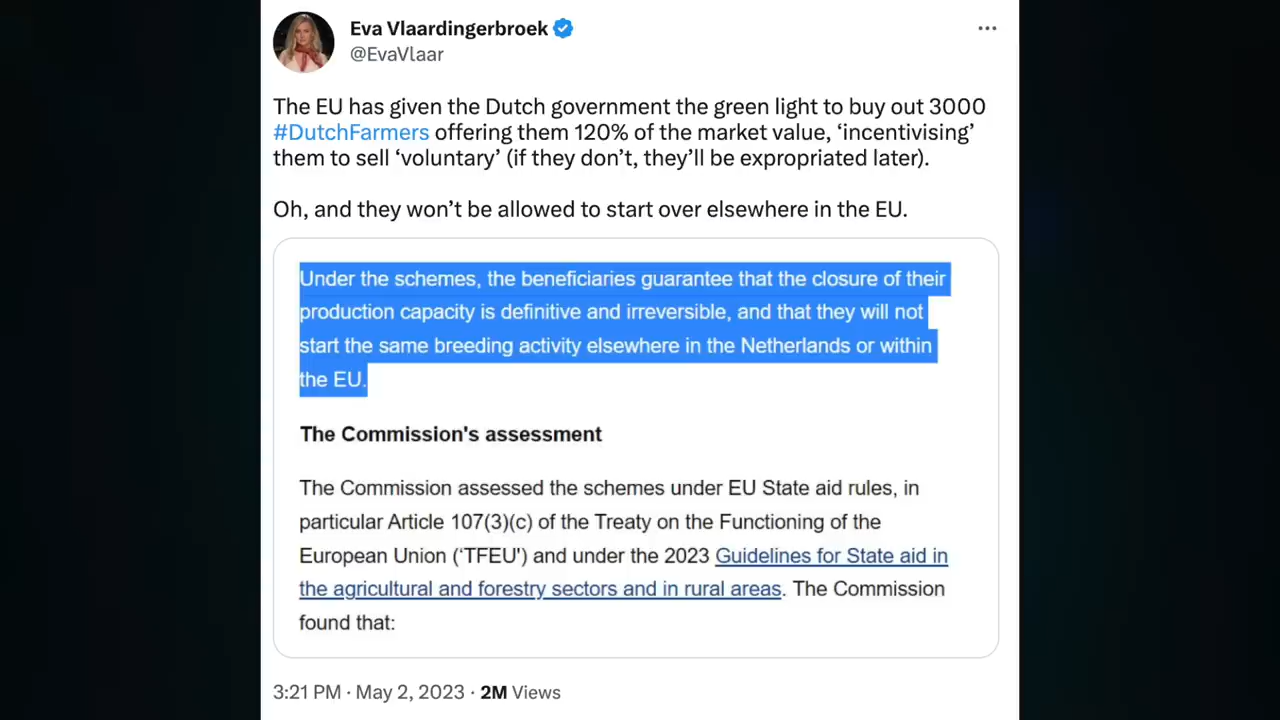 Eva Vlaardingerbroek
@EvaVlaar
The EU has given the Dutch government the green light to buy out 3000
#DutchFarmers offering them 120% of the market value, ‘incentivising’
them to sell ‘voluntary’ (if they don’t, they’ll be expropriated later).
Oh, and they won’t be allowed to start over elsewhere in the EU.
Under the schemes, the beneficiaries guarantee that the closure of their
production capacity is definitive and irreversible, and that they will not
start the same breeding activity elsewhere in the Netherlands or within
the EU.
The Commission's assessment
The Commission assessed the schemes under EU State aid rules, in
particular Article 107(3)(c) of the Treaty on the Functioning of the
European Union (‘TFEU') and under the 2023 Guidelines for State aid in
the agricultural and forestry sectors and in rural areas. The Commission
found that:
3:21 PM · May 2, 2023 · 2M Views